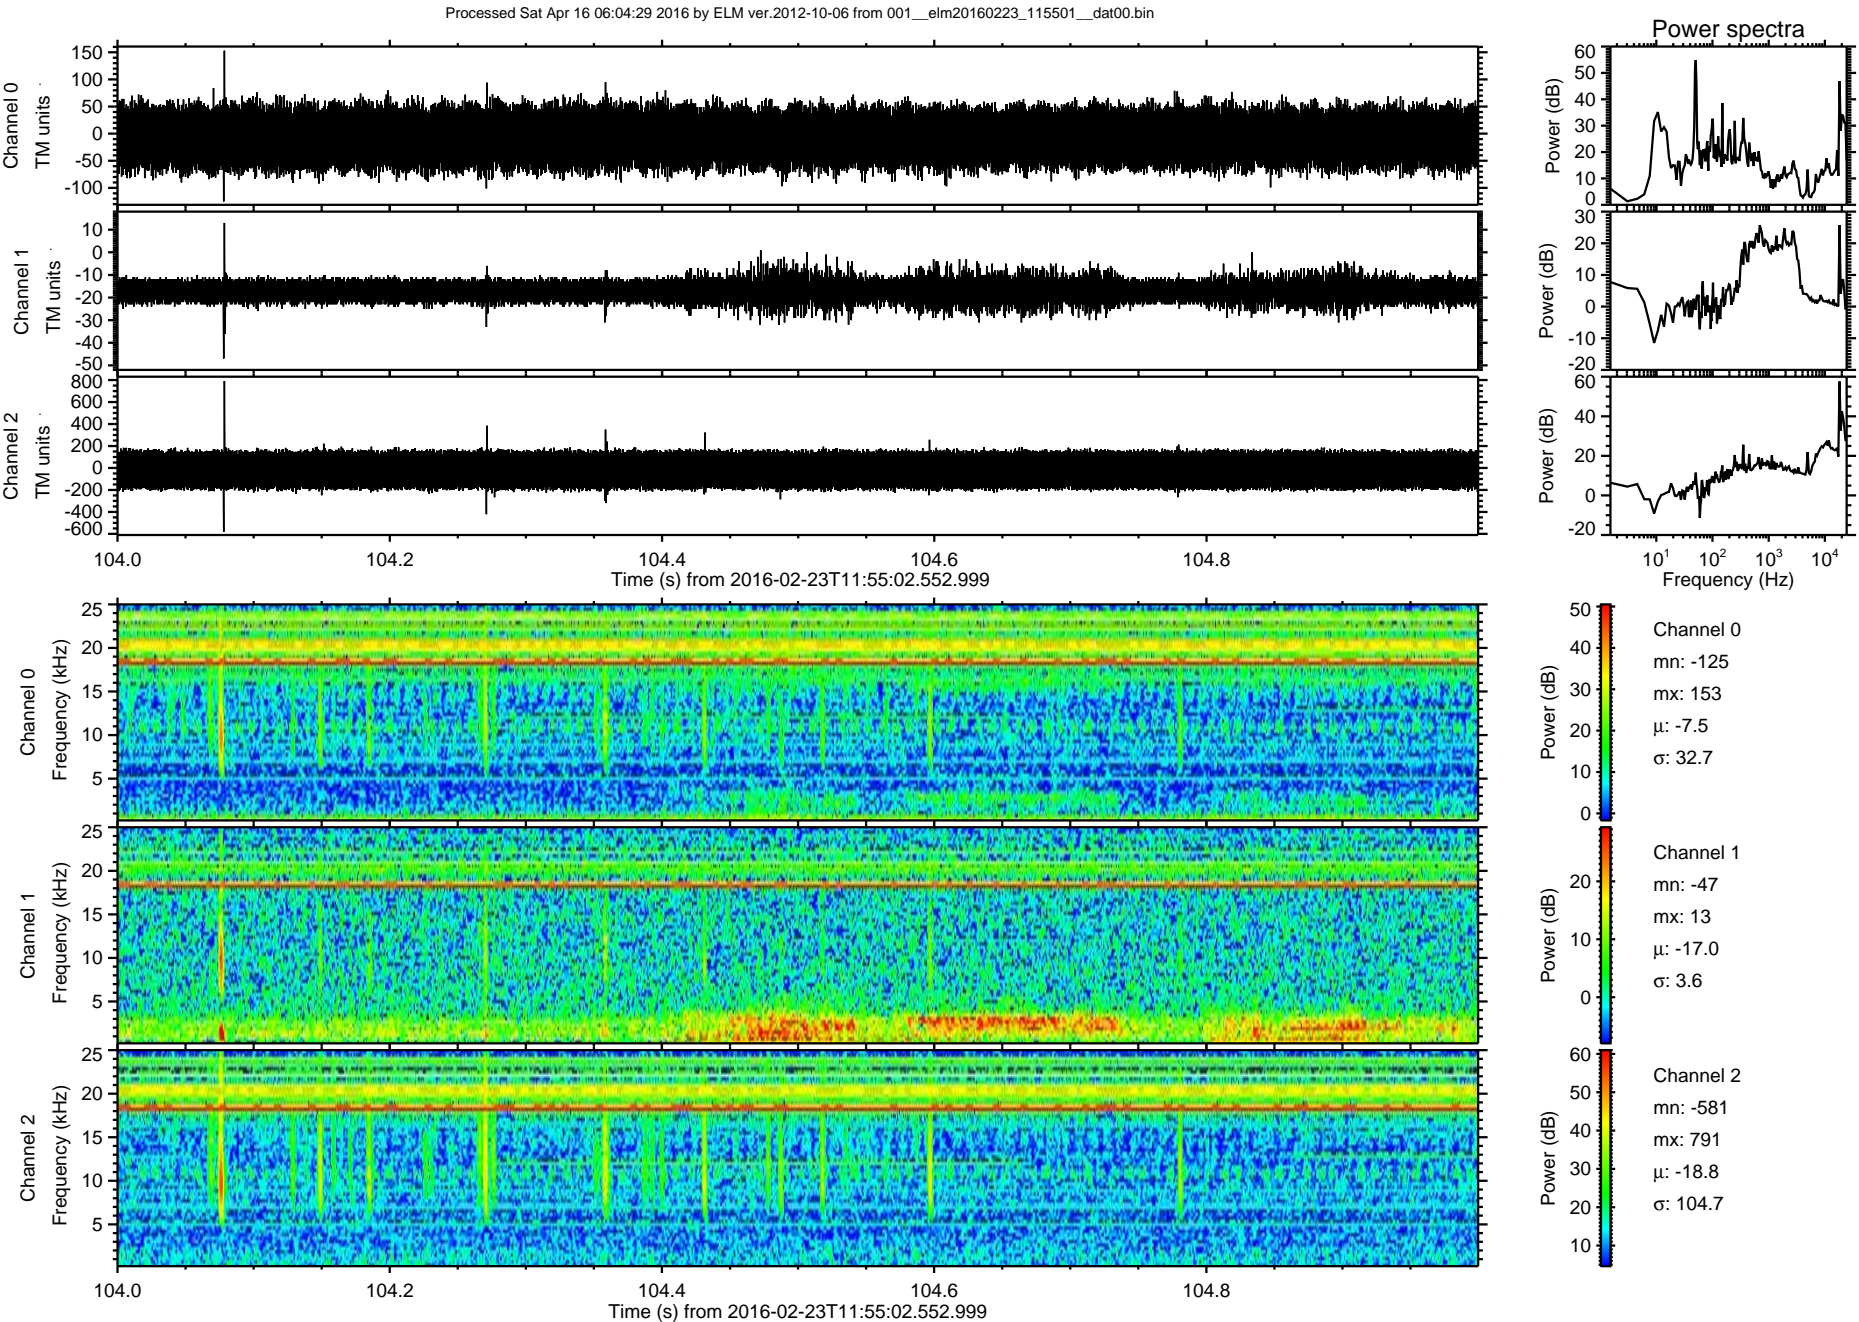 Processed Sat Apr 16 06:04:29 2016 by ELM ver.2012-10-06 from 001__elm20160223_115501__dat00.bin
Power spectra
Channel 0
TM units
150
100
50
0
-50
-100
Power (dB)
60
50
40
30
20
10
0
Channel 1
TM units
10
0
-10
-20
-30
-40
-50
Power (dB)
30
20
10
0
-10
-20
Channel 2
TM units
800
600
400
200
0
-200
-400
-600
Power (dB)
60
40
20
0
-20
104.0 104.2 104.4 104.6 104.8
Time (s) from 2016-02-23T11:55:02.552.999
10¹ 10² 10³ 10⁴
Frequency (Hz)
Channel 0
Frequency (kHz)
25
20
15
10
5
Power (dB)
50
40
30
20
10
0
Channel 0
mn: -125
mx: 153
µ: -7.5
σ: 32.7
Channel 1
Frequency (kHz)
25
20
15
10
5
Power (dB)
20
10
0
Channel 1
mn: -47
mx: 13
µ: -17.0
σ: 3.6
Channel 2
Frequency (kHz)
25
20
15
10
5
Power (dB)
60
50
40
30
20
10
Channel 2
mn: -581
mx: 791
µ: -18.8
σ: 104.7
104.0 104.2 104.4 104.6 104.8
Time (s) from 2016-02-23T11:55:02.552.999